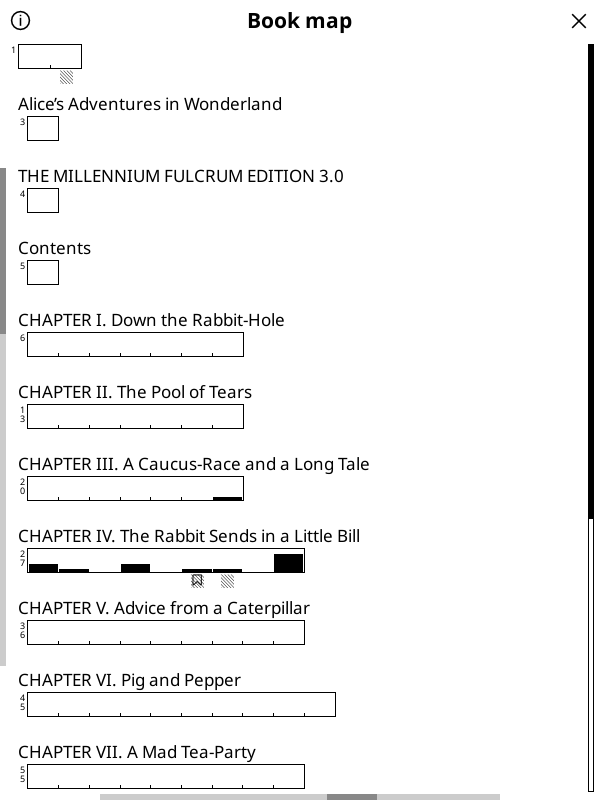 Book map
1
Alice’s Adventures in Wonderland
3
THE MILLENNIUM FULCRUM EDITION 3.0
4
Contents
5
CHAPTER I. Down the Rabbit-Hole
6
CHAPTER II. The Pool of Tears
13
CHAPTER III. A Caucus-Race and a Long Tale
20
CHAPTER IV. The Rabbit Sends in a Little Bill
27
CHAPTER V. Advice from a Caterpillar
36
CHAPTER VI. Pig and Pepper
45
CHAPTER VII. A Mad Tea-Party
55